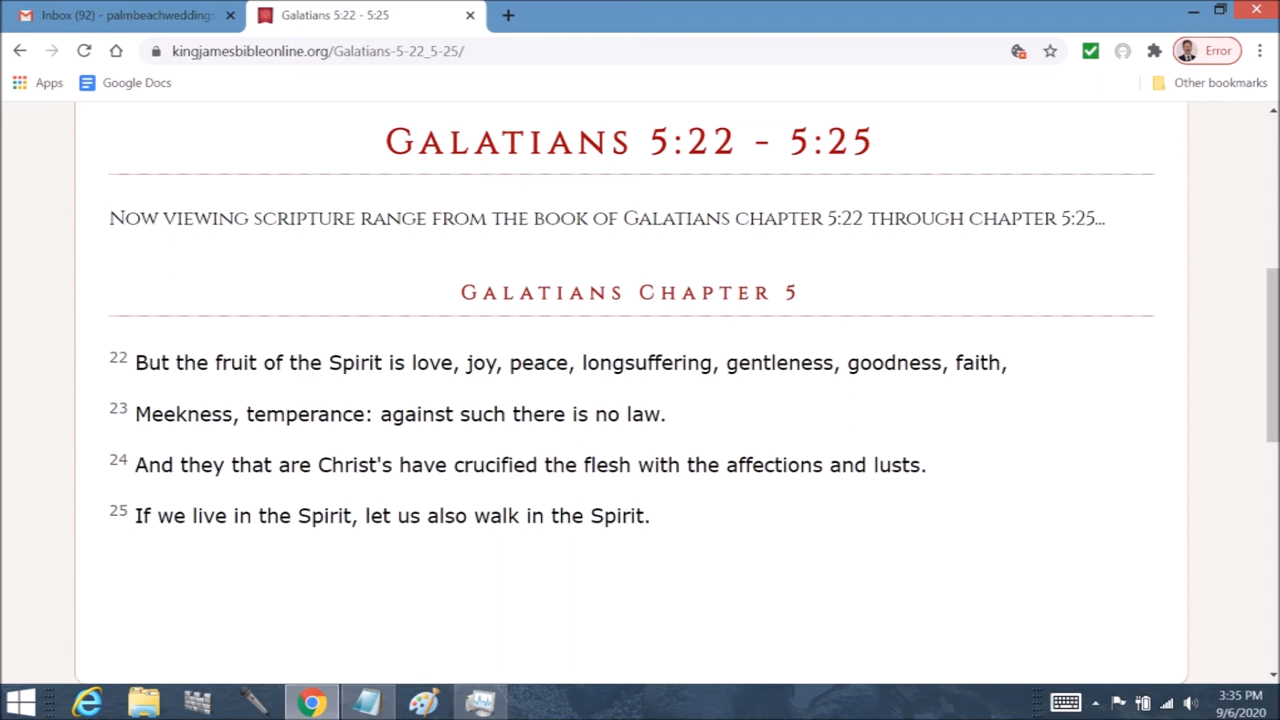 Inbox (92) - palmbeachweddings
Galatians 5:22 - 5:25
kingjamesbibleonline.org/Galatians-5-22_5-25/
Error
Apps
Google Docs
Other bookmarks
Galatians 5:22 - 5:25
Now viewing scripture range from the book of Galatians chapter 5:22 through chapter 5:25...
Galatians Chapter 5
22 But the fruit of the Spirit is love, joy, peace, longsuffering, gentleness, goodness, faith,
23 Meekness, temperance: against such there is no law.
24 And they that are Christ's have crucified the flesh with the affections and lusts.
25 If we live in the Spirit, let us also walk in the Spirit.
3:35 PM
9/6/2020